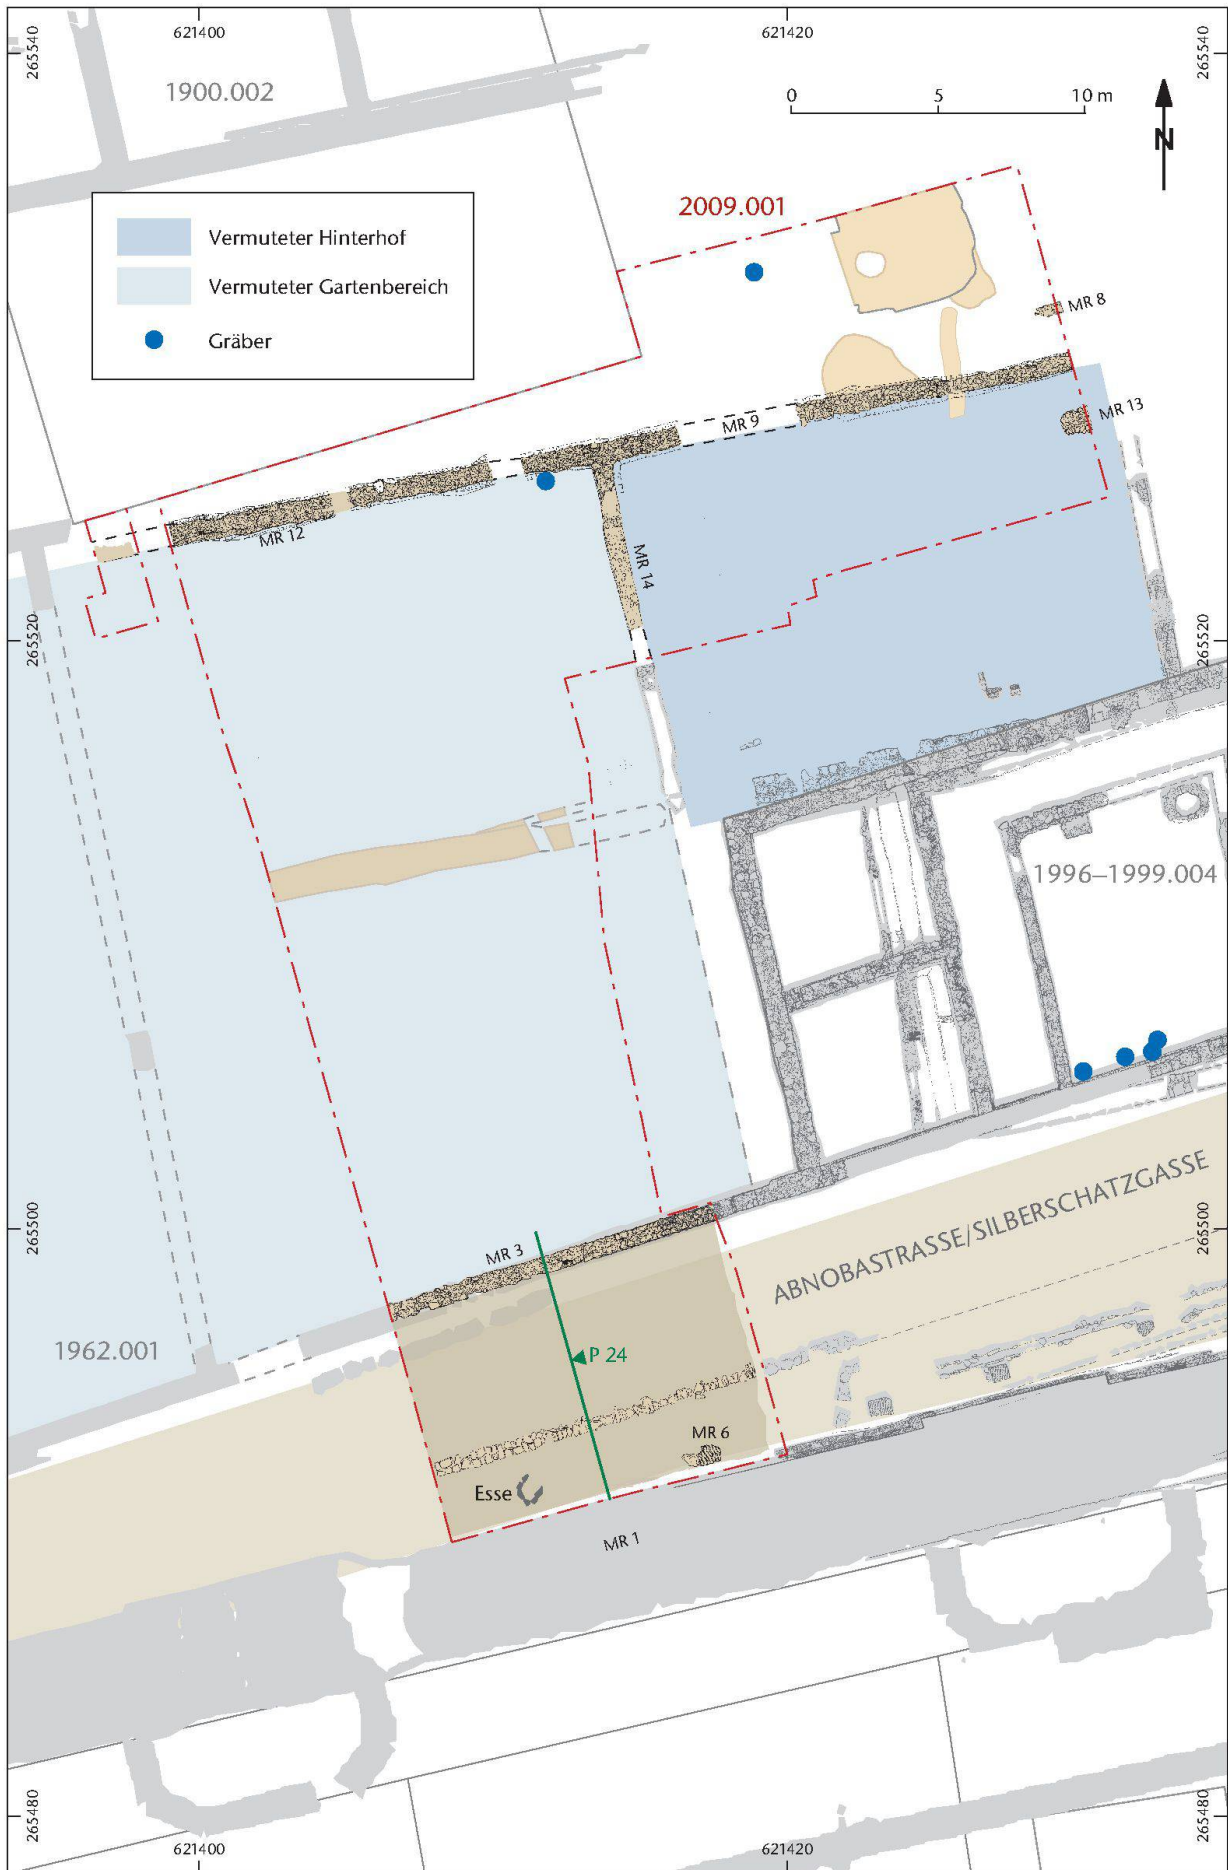 621400
621420
265540
265540
1900.002
0 5 10 m
N
2009.001
Vermuteter Hinterhof
Vermuteter Gartenbereich
Gräber
MR 8
MR 13
MR 9
MR 12
MR 14
265520
265520
1996–1999.004
265500
265500
ABNOBASTRASSE/SILBERSCHATZGASSE
MR 3
1962.001
P 24
MR 6
Esse
MR 1
265480
265480
621400
621420